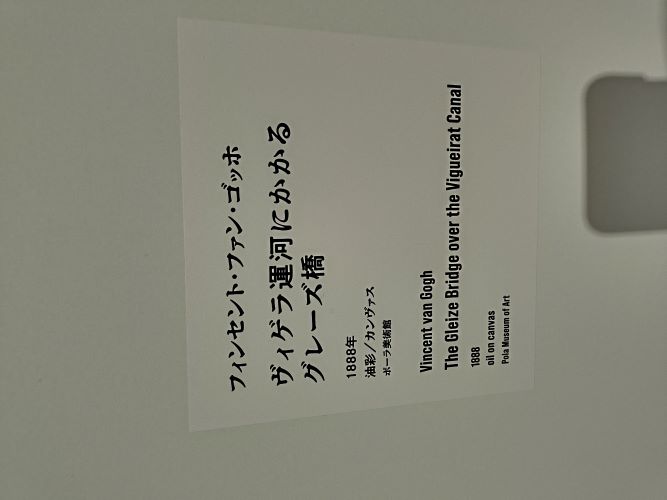 フィンセント・ファン・ゴッホ
ヴィゲラ運河にかかる
グレーズ橋
1888年
油彩／カンヴァス
ポーラ美術館
Vincent van Gogh
The Gleize Bridge over the Vigueirat Canal
1888
oil on canvas
Pola Museum of Art